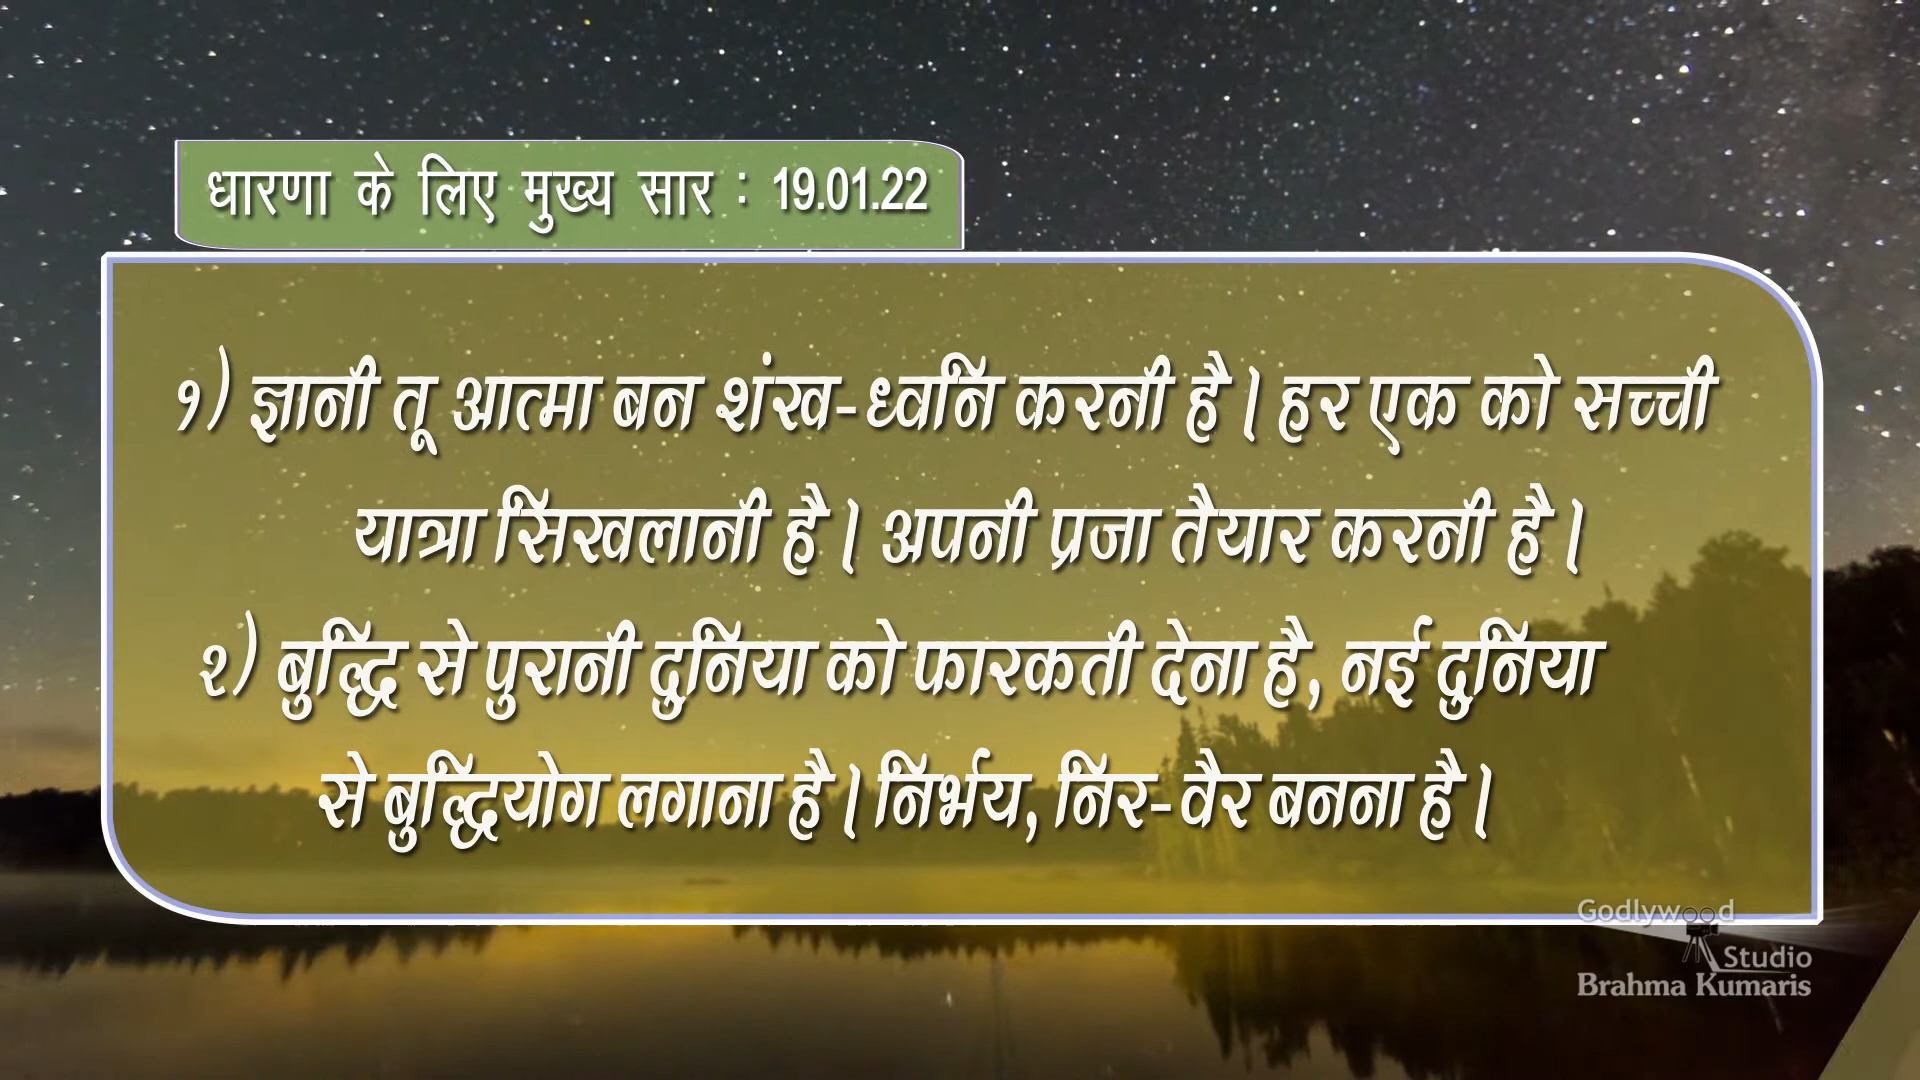 धारणा के लिए मुख्य सार : 19.01.22
१) ज्ञानी तू आत्मा बन शंख-ध्वनि करनी है। हर एक को सच्ची
यात्रा सिखलानी है। अपनी प्रजा तैयार करनी है।
२) बुद्धि से पुरानी दुनिया को फारकती देना है, नई दुनिया
से बुद्धियोग लगाना है। निर्भय, निर-वैर बनना है।
Godlywood
Studio
Brahma Kumaris